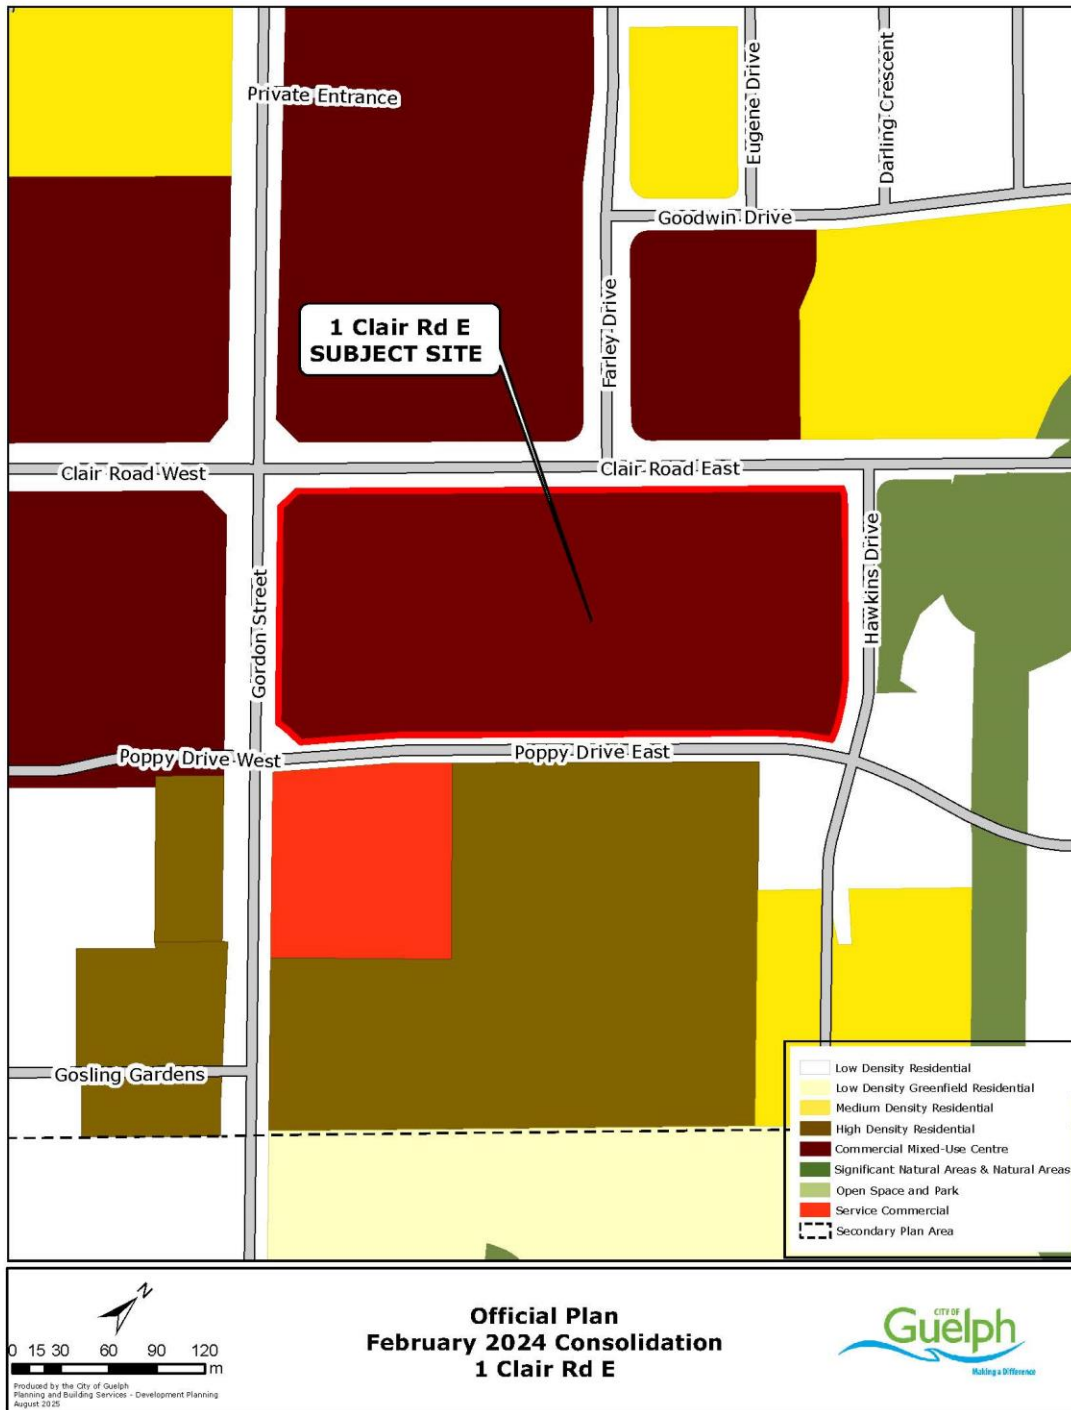 Private Entrance
Eugene Drive
Darling Crescent
Goodwin Drive
Farley Drive
1 Clair Rd E
SUBJECT SITE
Clair Road West
Clair Road East
Gordon Street
Hawkins Drive
Poppy Drive West
Poppy Drive East
Gosling Gardens
Low Density Residential
Low Density Greenfield Residential
Medium Density Residential
High Density Residential
Commercial Mixed-Use Centre
Significant Natural Areas & Natural Areas
Open Space and Park
Service Commercial
Secondary Plan Area
N
0 15 30 60 90 120
m
Produced by the City of Guelph
Planning and Building Services - Development Planning
August 2025
Official Plan
February 2024 Consolidation
1 Clair Rd E
CITY OF
Guelph
Making a Difference